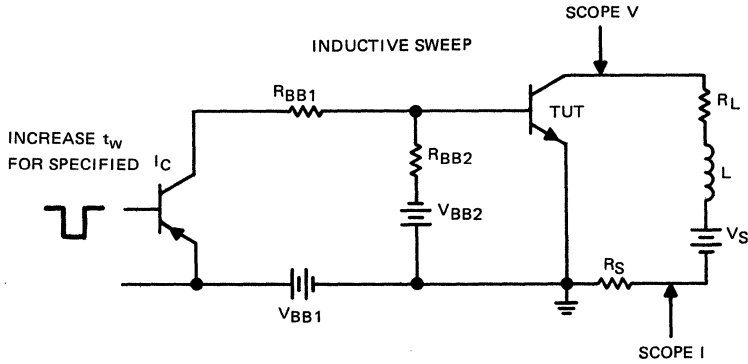 SCOPE V
INDUCTIVE SWEEP
RBB1
TUT
RL
INCREASE tw
FOR SPECIFIED IC
RBB2
L
VBB2
VS
RS
VBB1
SCOPE I